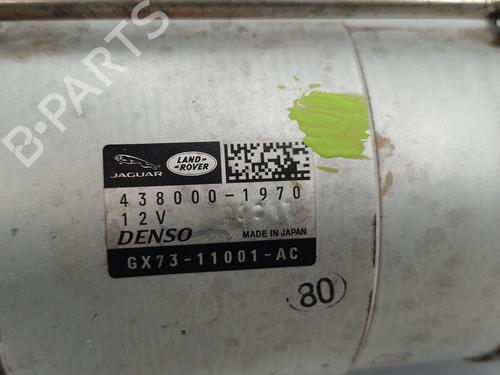 B-PARTS
JAGUAR
LAND-
ROVER
438000-1970
12V
DENSO
MADE IN JAPAN
GX73-11001-AC
80